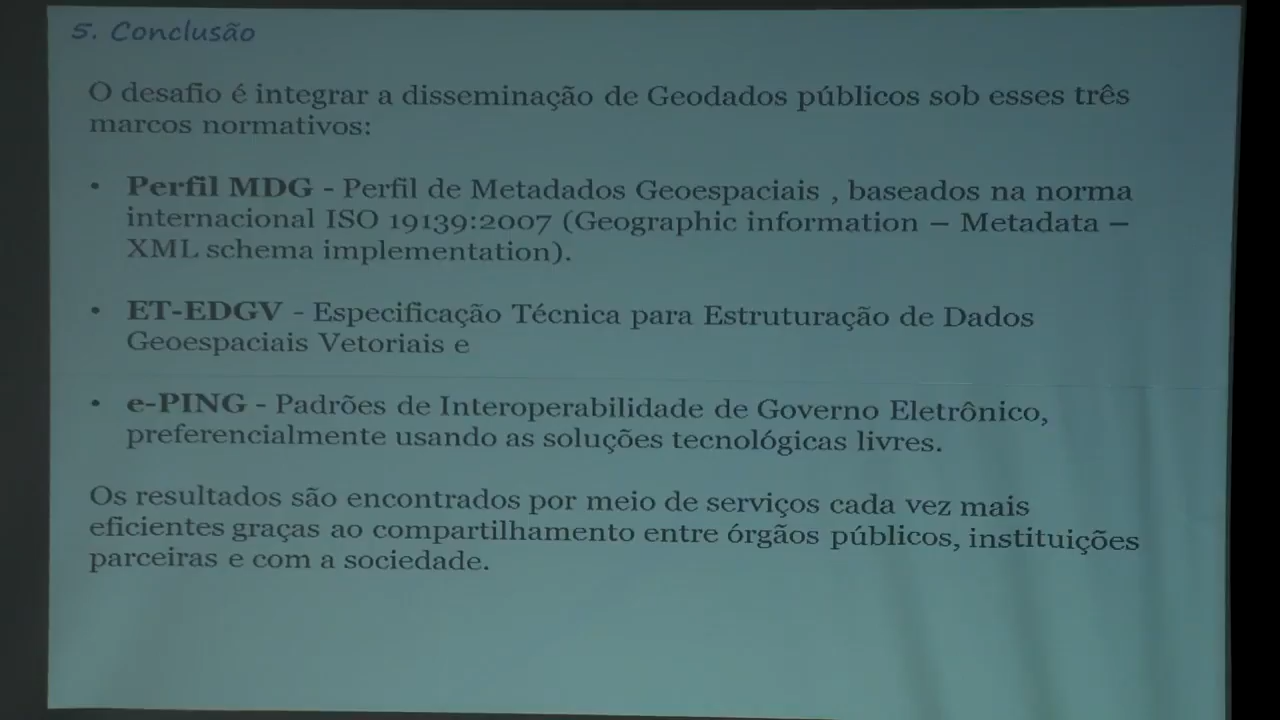 5. Conclusão
O desafio é integrar a disseminação de Geodados públicos sob esses três
marcos normativos:
• Perfil MDG - Perfil de Metadados Geoespaciais , baseados na norma
internacional ISO 19139:2007 (Geographic information – Metadata –
XML schema implementation).
• ET-EDGV - Especificação Técnica para Estruturação de Dados
Geoespaciais Vetoriais e
• e-PING - Padrões de Interoperabilidade de Governo Eletrônico,
preferencialmente usando as soluções tecnológicas livres.
Os resultados são encontrados por meio de serviços cada vez mais
eficientes graças ao compartilhamento entre órgãos públicos, instituições
parceiras e com a sociedade.